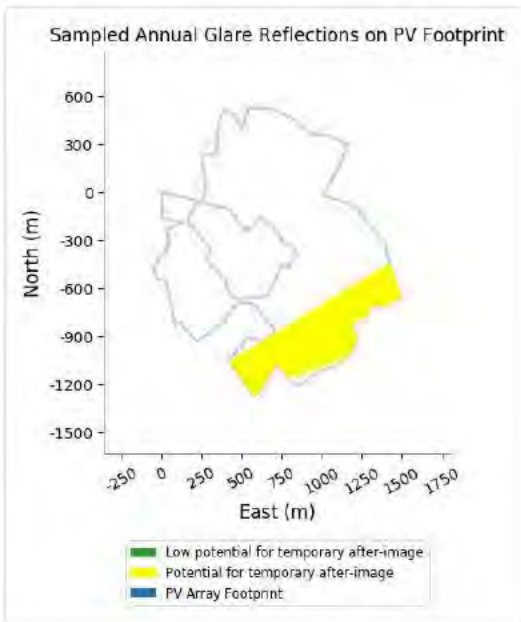 Sampled Annual Glare Reflections on PV Footprint
600
300
0
-300
-600
-900
-1200
-1500
North (m)
-250
0
250
500
750
1000
1250
1500
1750
East (m)
Low potential for temporary after-image
Potential for temporary after-image
PV Array Footprint